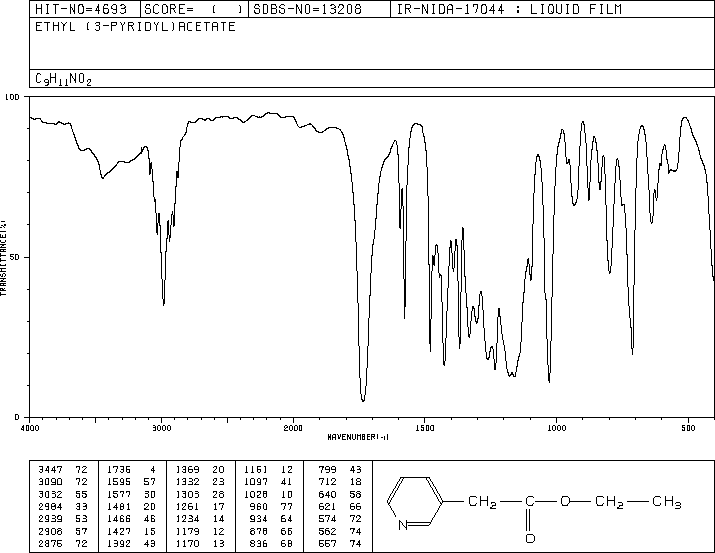 HIT-NO=4693 SCORE= ( ) SDBS-NO=13208 IR-NIDA-17044 : LIQUID FILM
ETHYL (3-PYRIDYL)ACETATE
C9H11NO2
100
50
0
TRANSMITTANCE(%)
4000 3000 2000 1500 1000 500
WAVENUMBER(-1)
3447 72 1736 4 1369 20 1161 12 799 43
3090 72 1595 57 1332 23 1097 41 712 18
3032 55 1577 30 1303 28 1028 10 640 58
2984 33 1481 20 1261 17 960 77 621 66
2939 53 1466 46 1234 14 934 64 574 72
2908 57 1427 15 1179 12 878 66 562 74
2876 72 1392 43 1170 13 836 68 557 74
N CH2 C O CH2 CH3
O